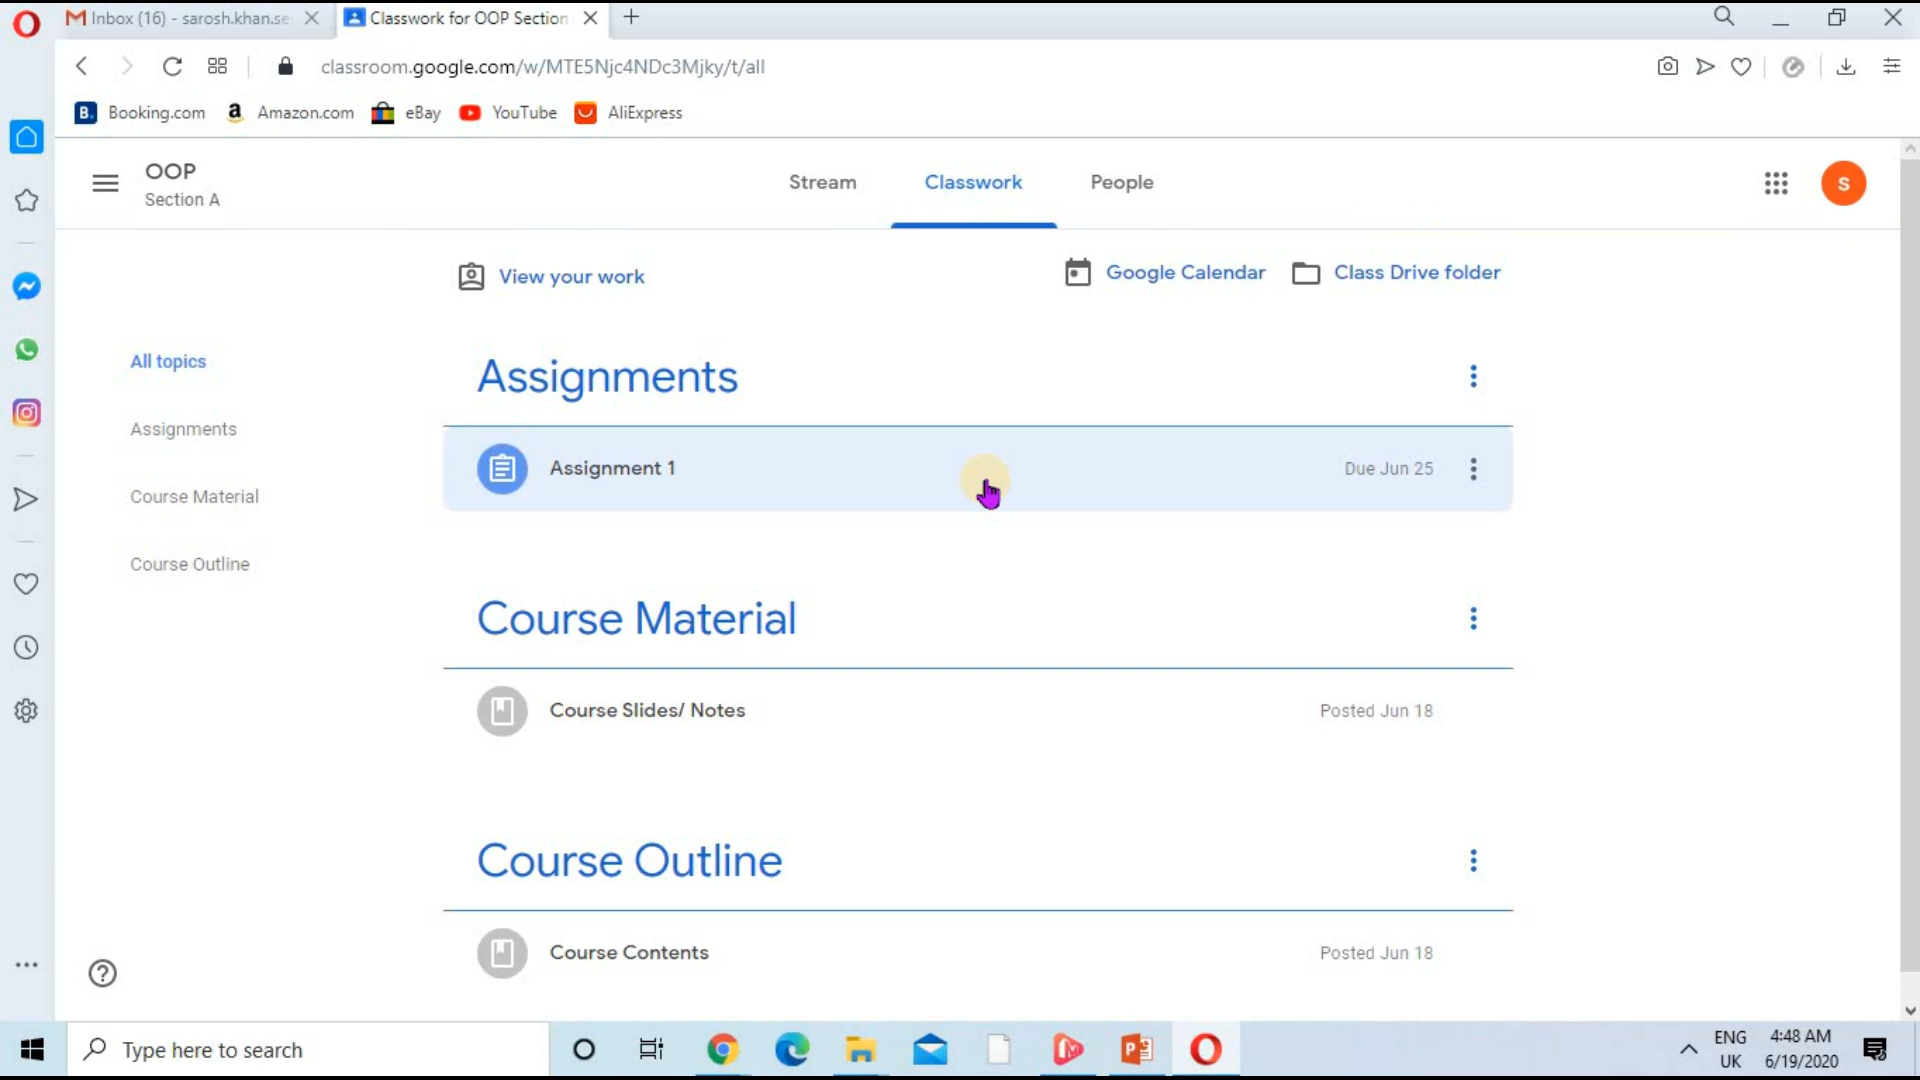 Inbox (16) - sarosh.khan.se
Classwork for OOP Section
classroom.google.com/w/MTE5Njc4NDc3Mjky/t/all
Booking.com
Amazon.com
eBay
YouTube
AliExpress
OOP
Section A
Stream
Classwork
People
S
View your work
Google Calendar
Class Drive folder
All topics
Assignments
Course Material
Course Outline
Assignments
Assignment 1
Due Jun 25
Course Material
Course Slides/ Notes
Posted Jun 18
Course Outline
Course Contents
Posted Jun 18
Type here to search
ENG
UK
4:48 AM
6/19/2020